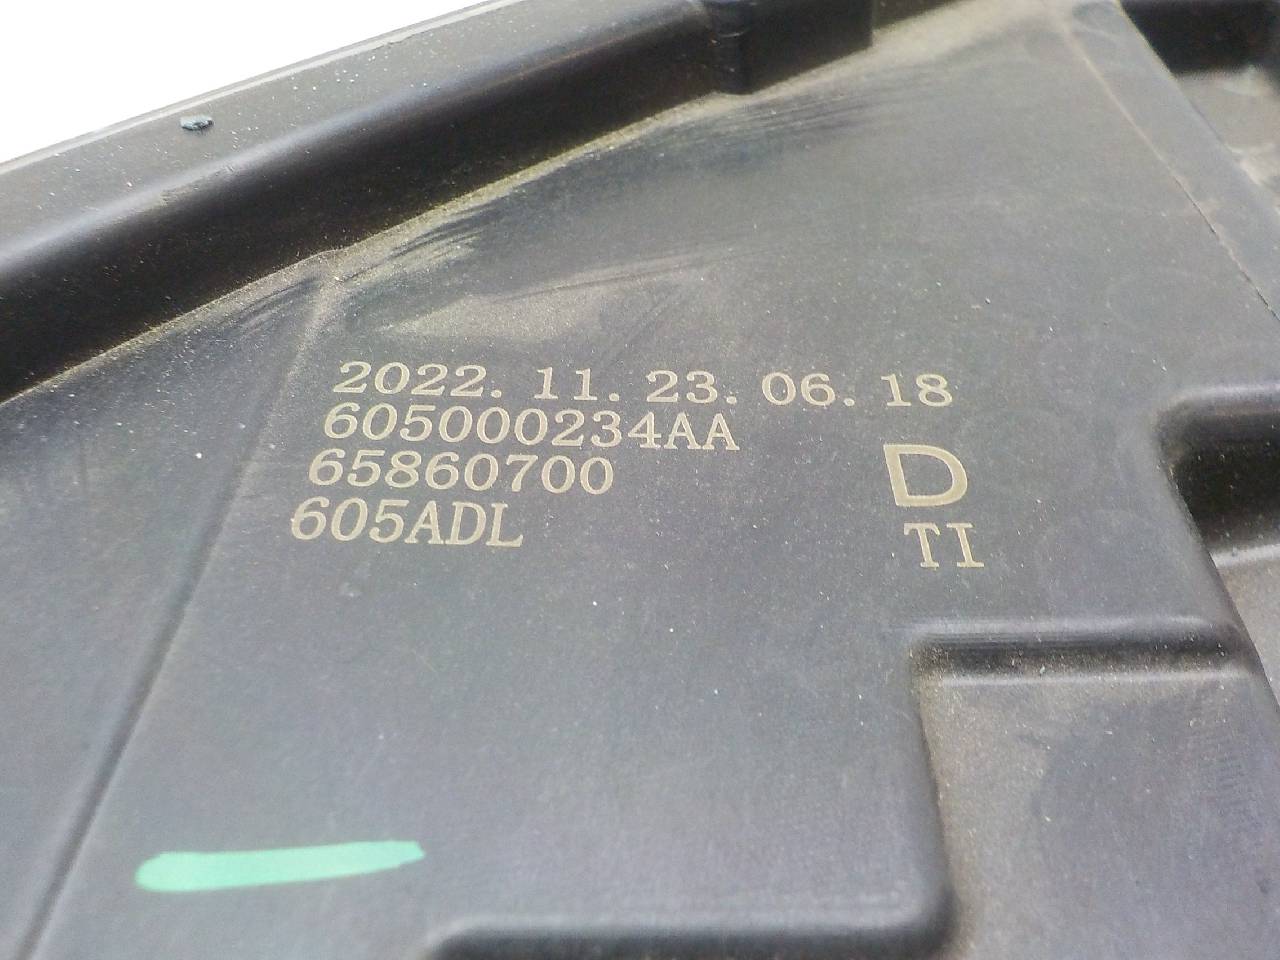 2022. 11. 23. 06. 18
605000234AA
65860700
605ADL
D
TI